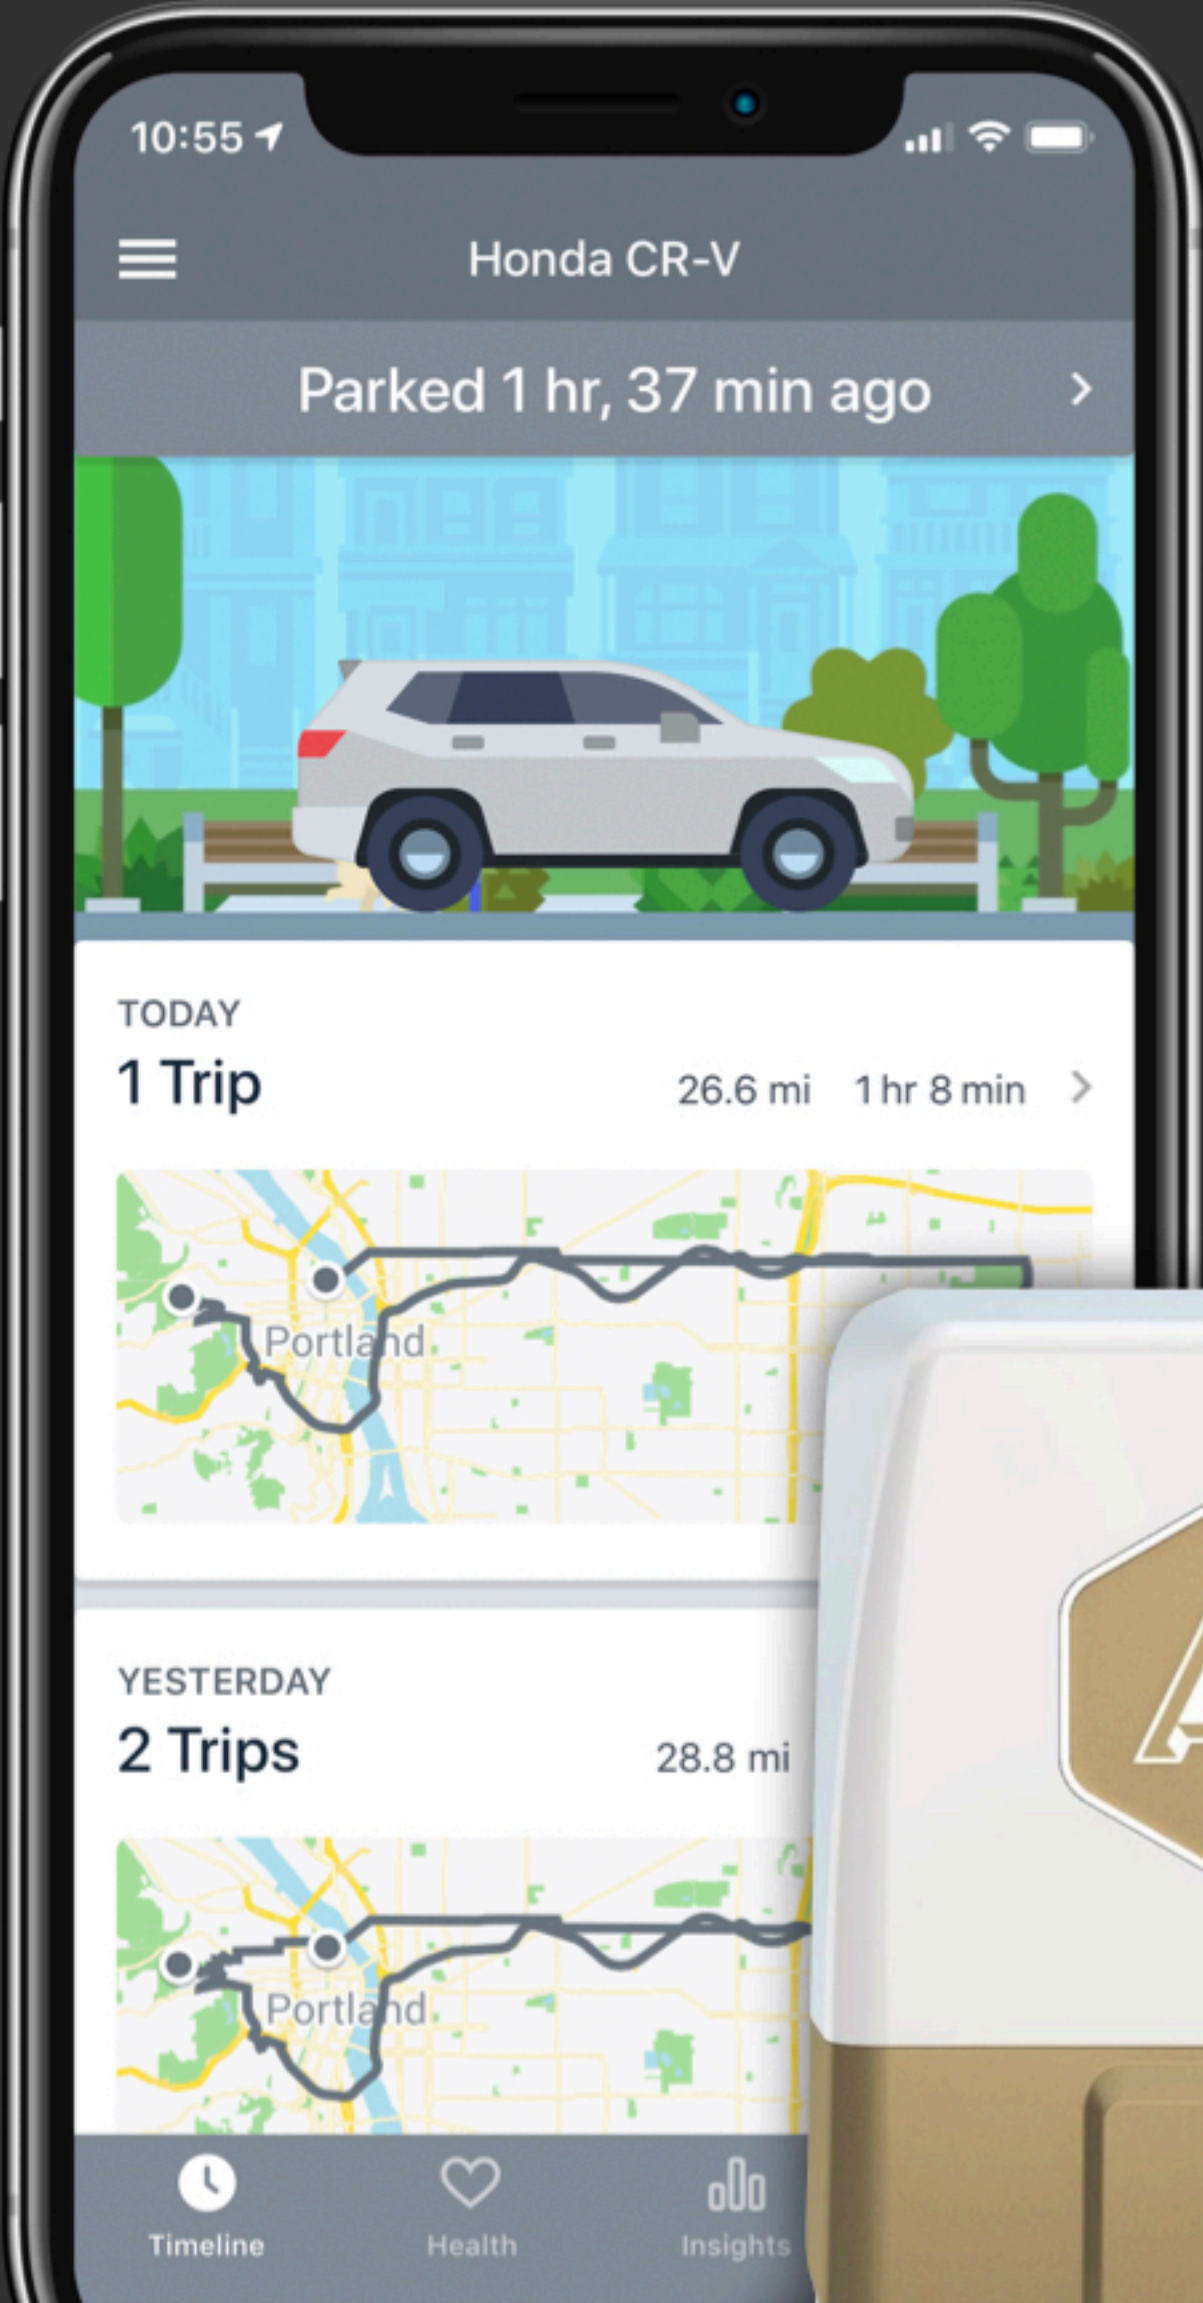 10:55
Honda CR-V
Parked 1 hr, 37 min ago
TODAY
1 Trip 26.6 mi 1 hr 8 min
Portland
YESTERDAY
2 Trips 28.8 mi
Portland
Timeline Health Insights
A